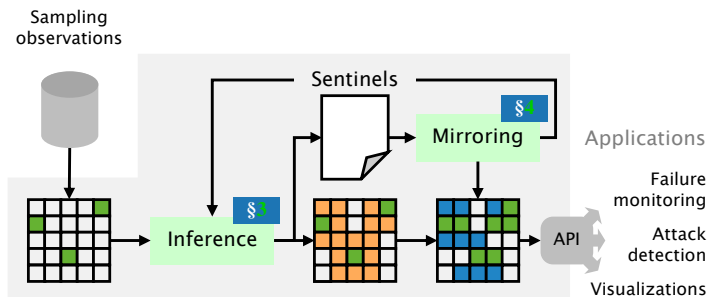 Sampling
observations
Sentinels
§4
Mirroring
Applications
§3
Inference
API
Failure
monitoring
Attack
detection
Visualizations